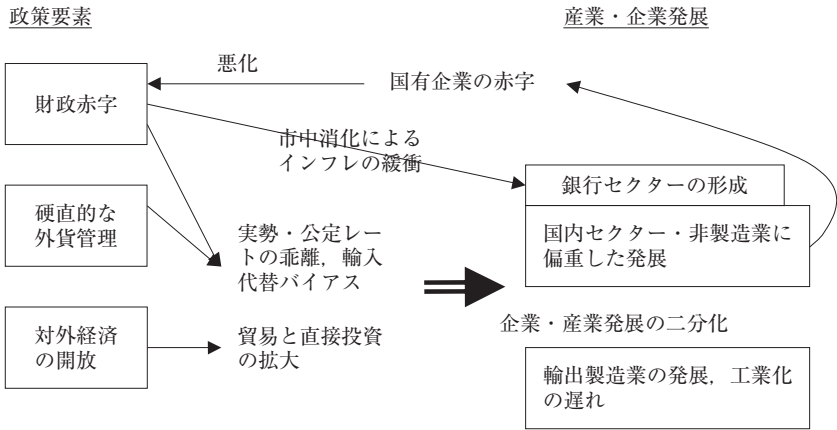 政策要素
産業・企業発展
悪化
国有企業の赤字
財政赤字
市中消化による
インフレの緩衝
銀行セクターの形成
硬直的な
外貨管理
実勢・公定レー
トの乖離，輸入
代替バイアス
国内セクター・非製造業に
偏重した発展
企業・産業発展の二分化
対外経済
の開放
貿易と直接投資
の拡大
輸出製造業の発展，工業化
の遅れ